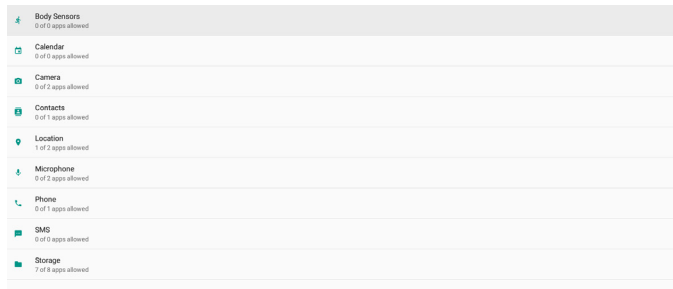 Body Sensors
0 of 0 apps allowed
Calendar
0 of 0 apps allowed
Camera
0 of 2 apps allowed
Contacts
0 of 1 apps allowed
Location
1 of 2 apps allowed
Microphone
0 of 2 apps allowed
Phone
0 of 1 apps allowed
SMS
0 of 0 apps allowed
Storage
7 of 8 apps allowed